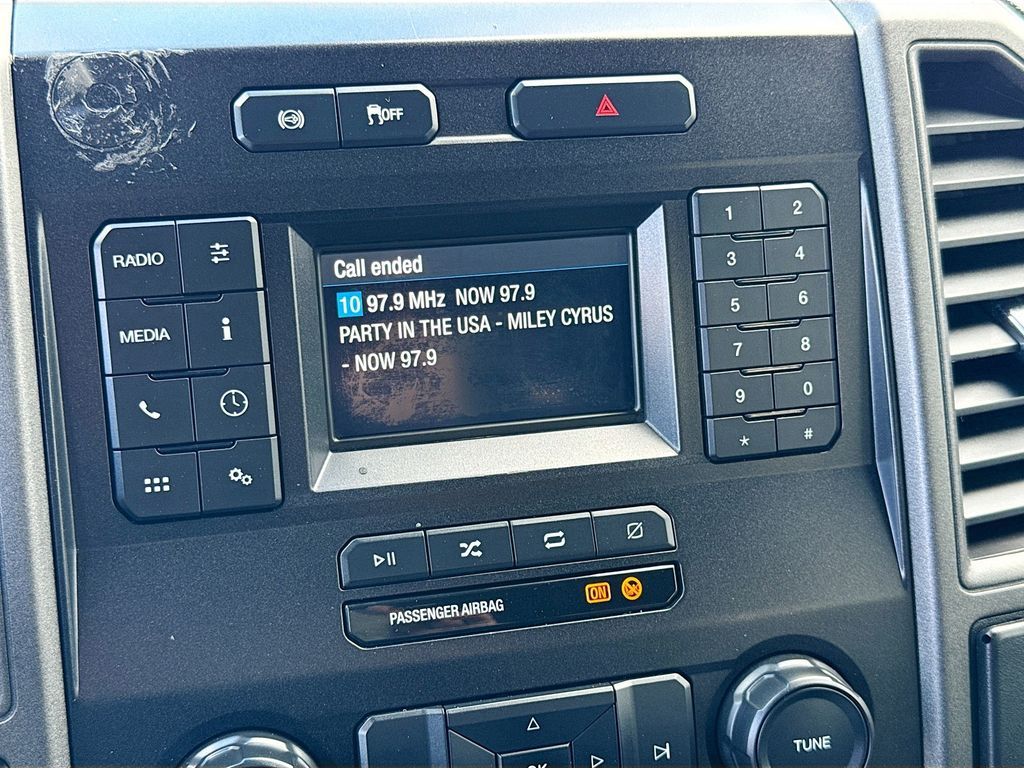 OFF
RADIO
MEDIA
Call ended
10 97.9 MHz NOW 97.9
PARTY IN THE USA - MILEY CYRUS
- NOW 97.9
1 2
3 4
5 6
7 8
9 0
* #
PASSENGER AIRBAG ON
OK
TUNE